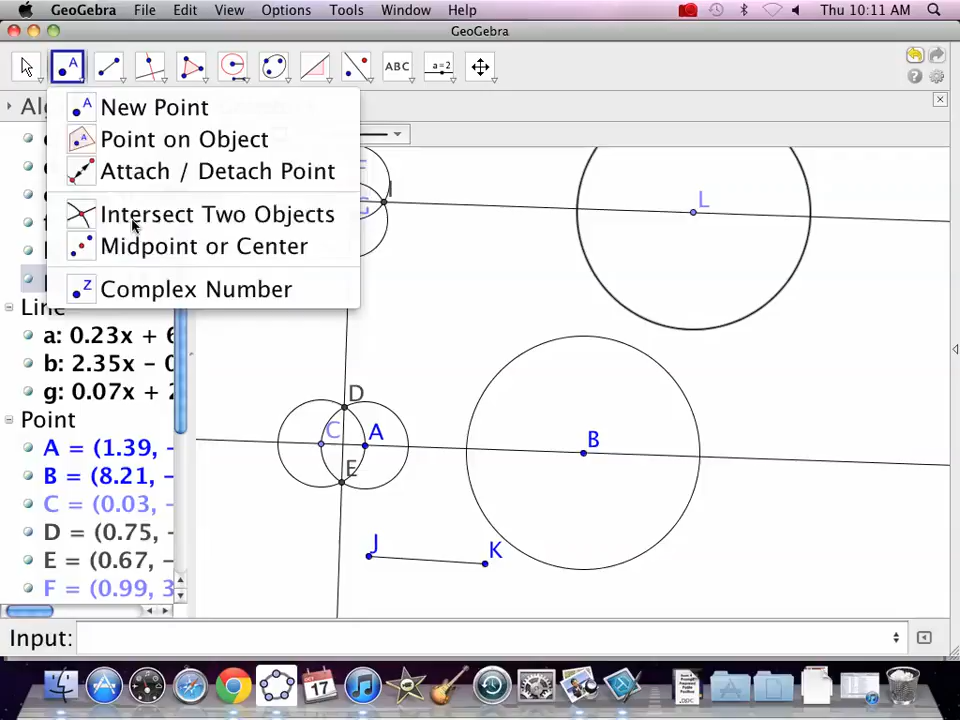 GeoGebra File Edit View Options Tools Window Help Thu 10:11 AM
GeoGebra
A ABC a=2
New Point
Point on Object
Attach / Detach Point
Intersect Two Objects
Midpoint or Center
Complex Number
Line
a: 0.23x + 6
b: 2.35x – 0
g: 0.07x + 2
Point
A = (1.39, -
B = (8.21, -
C = (0.03, -
D = (0.75, -
E = (0.67, -
F = (0.99, 3
L
D
C
A
E
B
J
K
Input:
17